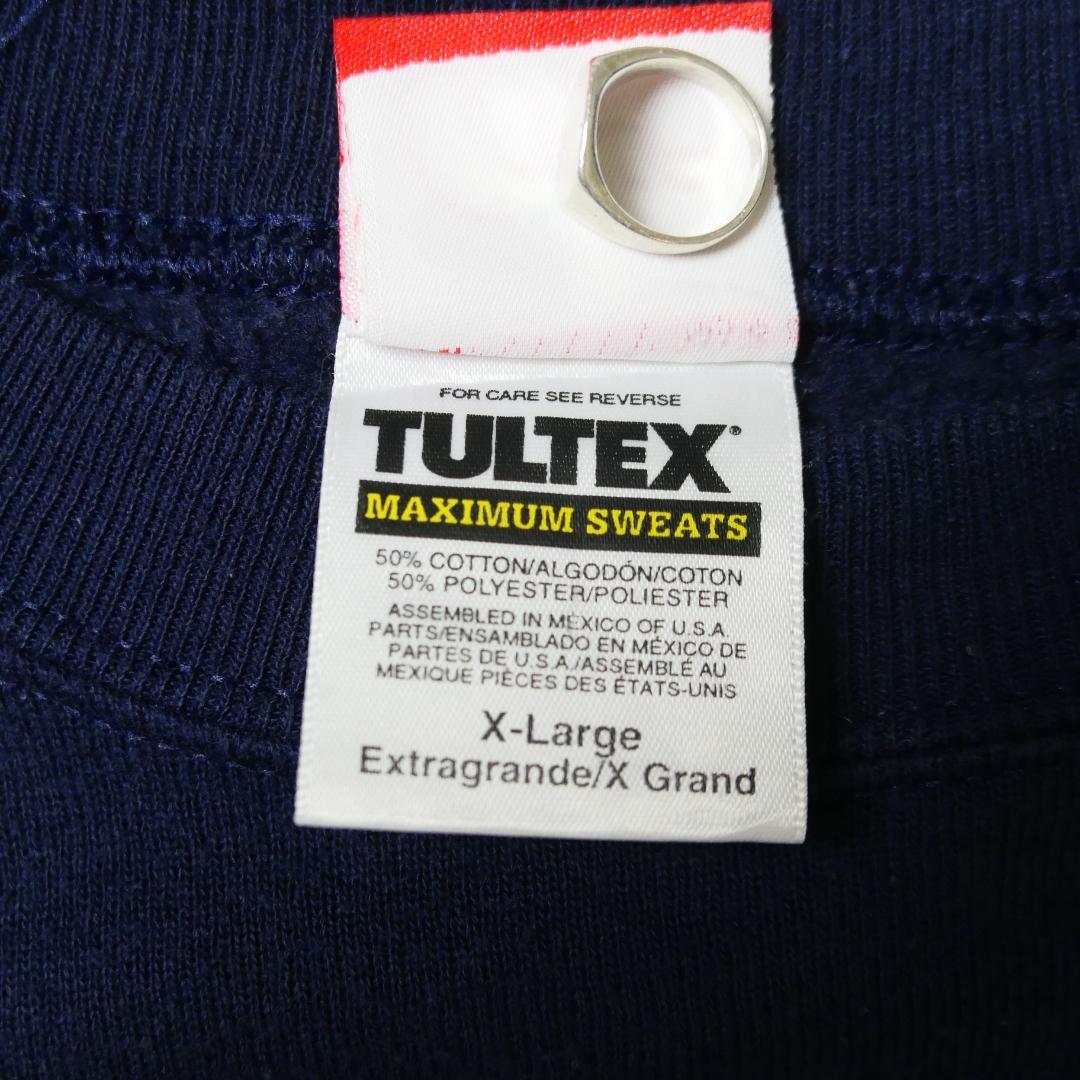 FOR CARE SEE REVERSE
TULTEX®
MAXIMUM SWEATS
50% COTTON/ALGODÓN/COTON
50% POLYESTER/POLIESTER
ASSEMBLED IN MÉXICO OF U.S.A.
PARTS/ENSAMBLADO EN MÉXICO DE
PARTES DE U.S.A./ASSEMBLÉ AU
MEXIQUE PIÈCES DES ÉTATS-UNIS
X-Large
Extragrande/X Grand